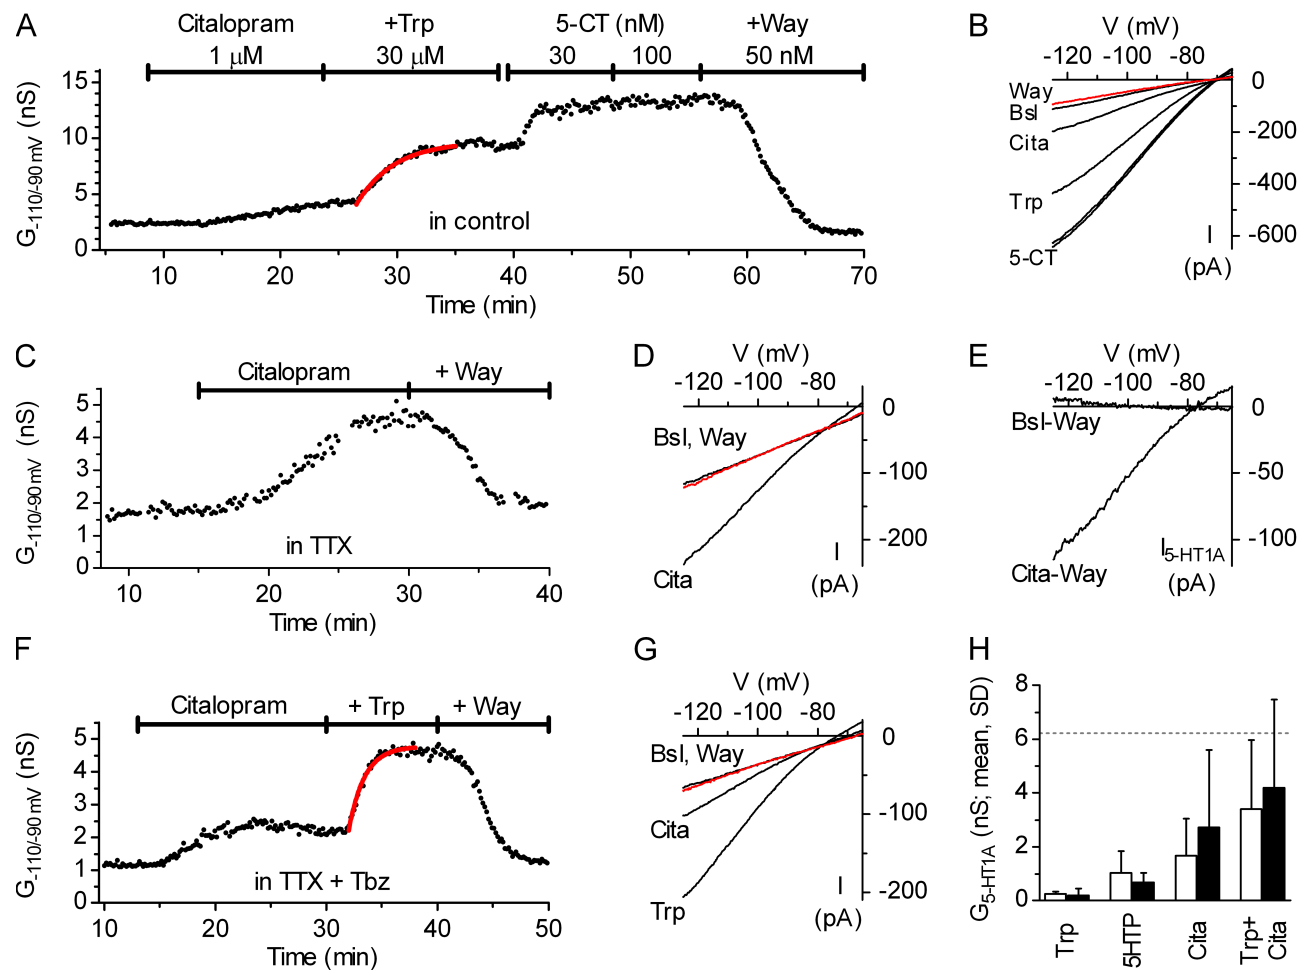 A
Citalopram +Trp 5-CT (nM) +Way
1 µM 30 µM 30 100 50 nM
G-110/-90 mV (nS)
15
10
5
0
in control
10 20 30 40 50 60 70
Time (min)
B
V (mV)
-120 -100 -80
Way
Bsl
Cita
Trp
5-CT
0
-200
-400
-600
I
(pA)
C
Citalopram + Way
G-110/-90 mV (nS)
5
4
3
2
1
0
in TTX
10 20 30 40
Time (min)
D
V (mV)
-120 -100 -80
Bsl, Way
Cita
0
-100
-200
I
(pA)
E
V (mV)
-120 -100 -80
Bsl-Way
Cita-Way
0
-50
-100
I5-HT1A
(pA)
F
Citalopram + Trp + Way
G-110/-90 mV (nS)
5
4
3
2
1
0
in TTX + Tbz
10 20 30 40 50
Time (min)
G
V (mV)
-120 -100 -80
Bsl, Way
Cita
Trp
0
-100
-200
I
(pA)
H
G5-HT1A (nS; mean, SD)
8
6
4
2
0
Trp
5HTP
Cita
Trp+
Cita